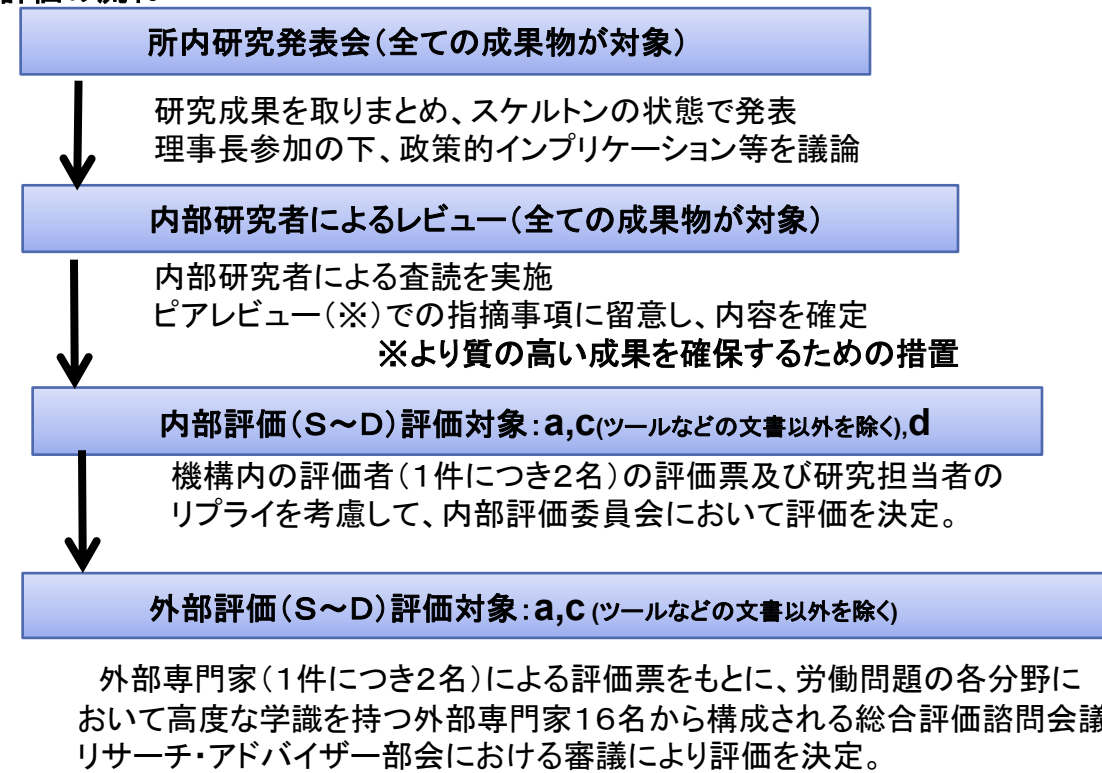 所内研究発表会(全ての成果物が対象)
研究成果を取りまとめ、スケルトンの状態で発表
理事長参加の下、政策的インプリケーション等を議論
内部研究者によるレビュー(全ての成果物が対象)
内部研究者による査読を実施
ピアレビュー(※)での指摘事項に留意し、内容を確定
※より質の高い成果を確保するための措置
内部評価(S～D)評価対象:a,c(ツールなどの文書以外を除く),d
機構内の評価者(1件につき2名)の評価票及び研究担当者の
リプライを考慮して、内部評価委員会において評価を決定。
外部評価(S～D)評価対象:a,c (ツールなどの文書以外を除く)
外部専門家(1件につき2名)による評価票をもとに、労働問題の各分野に
おいて高度な学識を持つ外部専門家16名から構成される総合評価諮問会議
リサーチ・アドバイザー部会における審議により評価を決定。